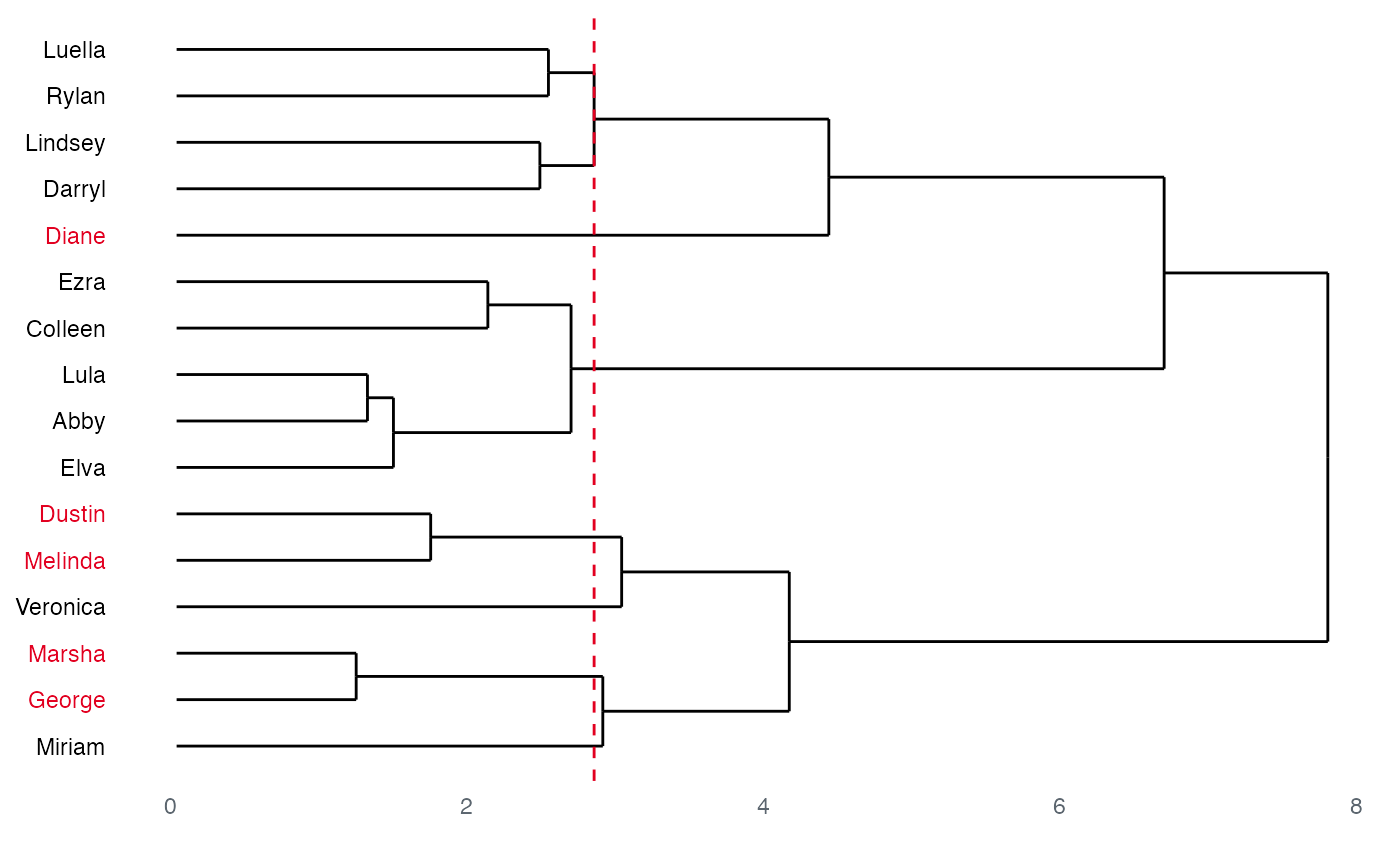 Luella
Rylan
Lindsey
Darryl
Diane
Ezra
Colleen
Lula
Abby
Elva
Dustin
Melinda
Veronica
Marsha
George
Miriam
0 2 4 6 8